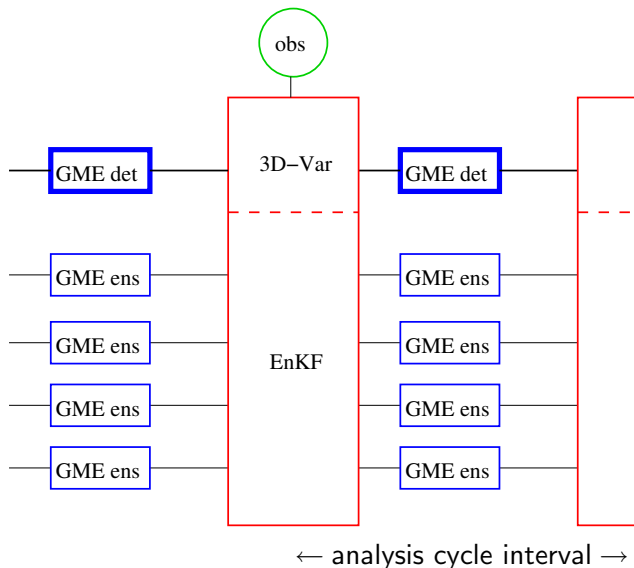 obs
3D−Var
GME det
GME det
GME ens
GME ens
GME ens
GME ens
EnKF
GME ens
GME ens
GME ens
GME ens
← analysis cycle interval →